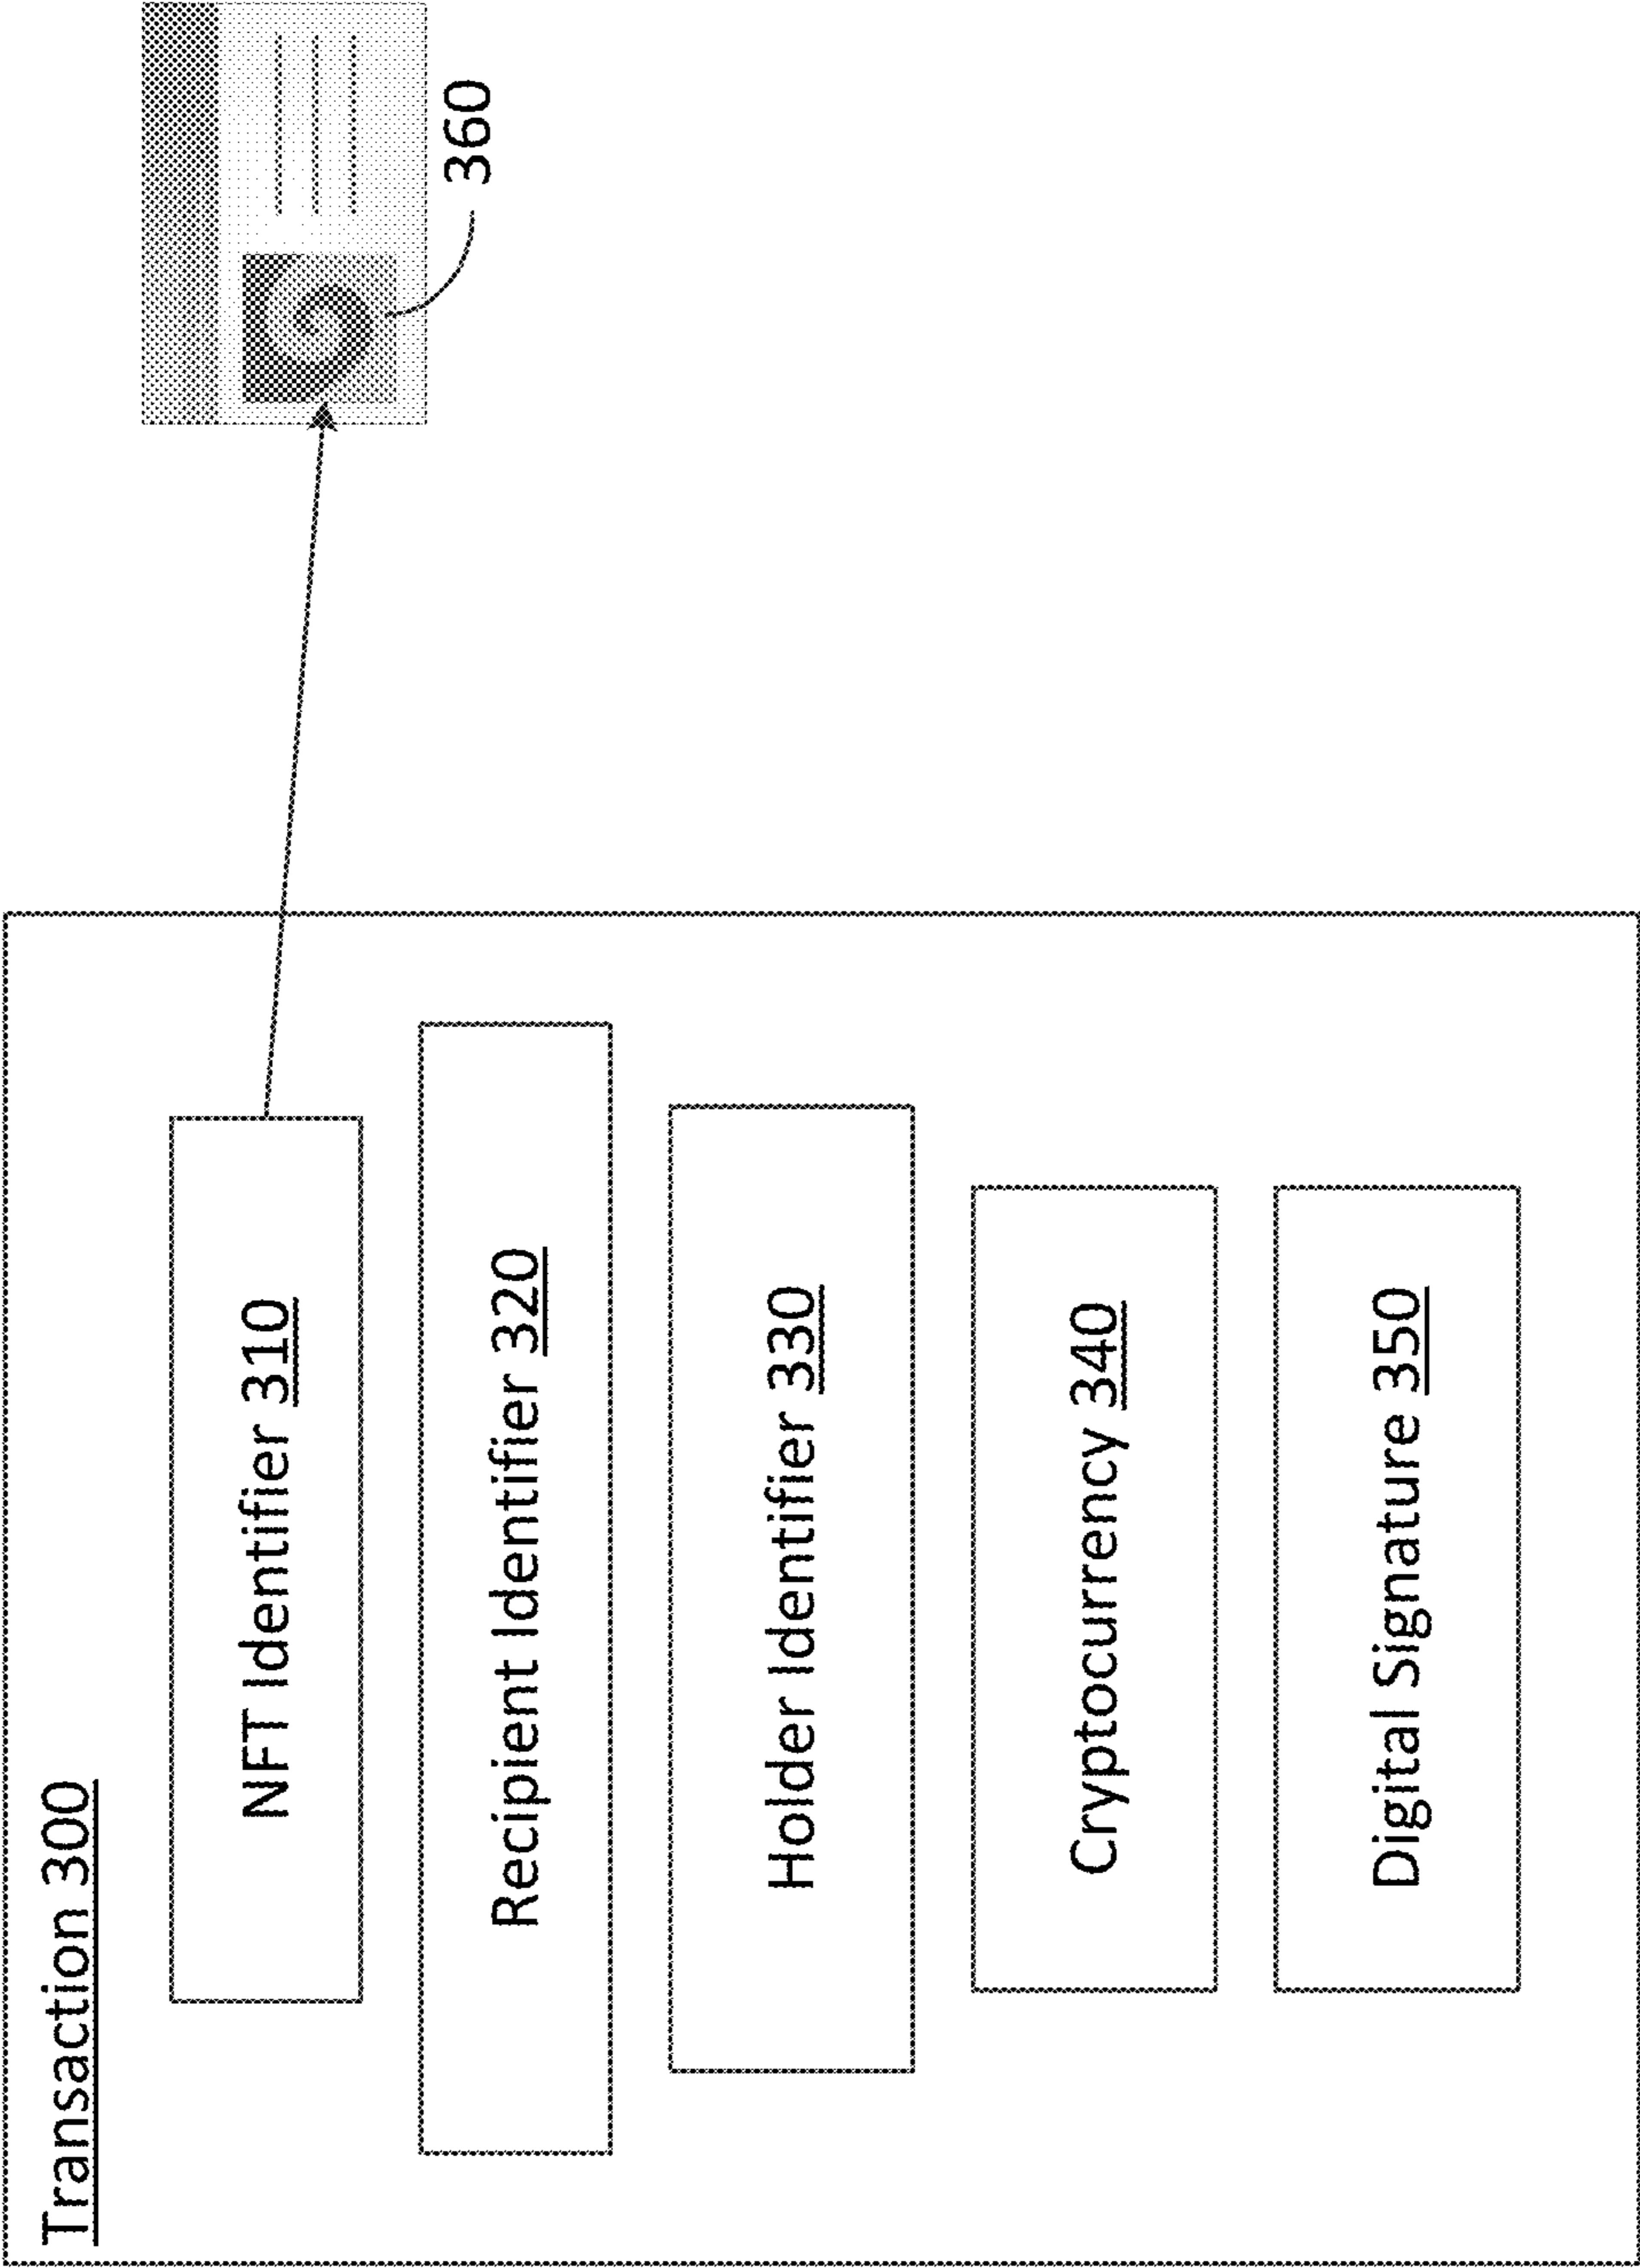 Transaction 300
NFT Identifier 310
Recipient Identifier 320
Holder Identifier 330
Cryptocurrency 340
Digital Signature 350
360